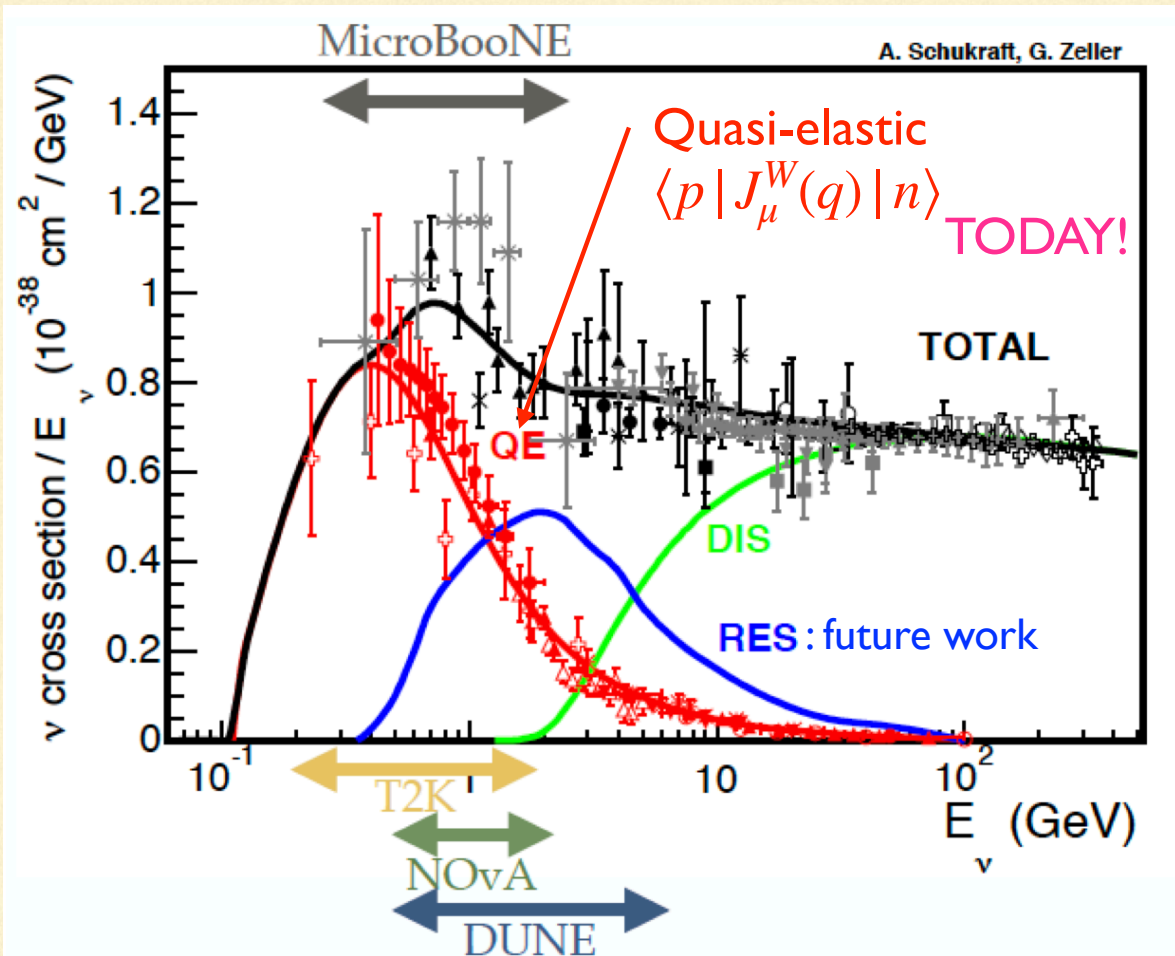 MicroBooNE
A. Schukraft, G. Zeller
ν cross section / E_ν (10^-38 cm^2 / GeV)
1.4
1.2
1
0.8
0.6
0.4
0.2
0
Quasi-elastic
⟨p | J_μ^W(q) | n⟩
TODAY!
TOTAL
QE
DIS
RES : future work
10^-1
1
10
10^2
E_ν (GeV)
T2K
NOvA
DUNE